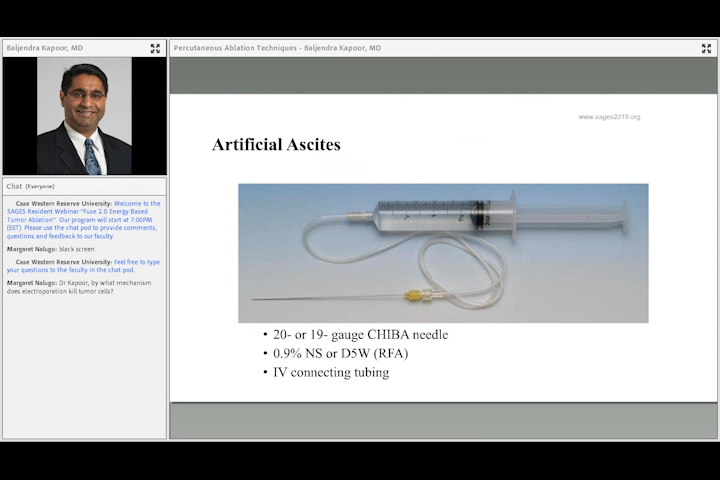 Baljendra Kapoor, MD
Percutaneous Ablation Techniques - Baljendra Kapoor, MD
Chat (Everyone)
Case Western Reserve University: Welcome to the
SAGES Resident Webinar "Fuse 2.0 Energy Based
Tumor Ablation". Our program will start at 7:00PM
(EST). Please use the chat pod to provide comments,
questions and feedback to our faculty.
Margaret Nalugo: black screen
Case Western Reserve University: Feel free to type
your questions to the faculty in the chat pod.
Margaret Nalugo: Dr Kapoor, by what mechanism
does electroporation kill tumor cells?
www.sages2019.org
Artificial Ascites
• 20- or 19- gauge CHIBA needle
• 0.9% NS or D5W (RFA)
• IV connecting tubing